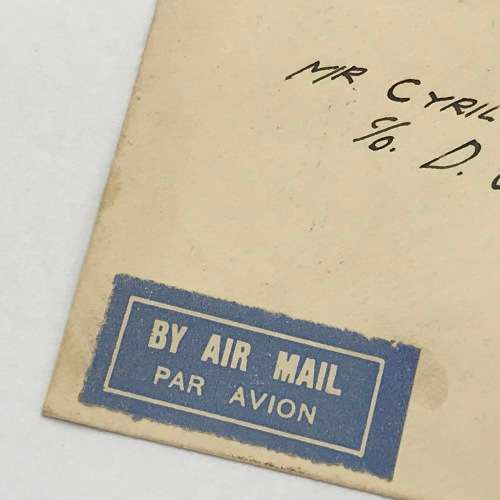 MR CYRIL
c/o. D.
BY AIR MAIL
PAR AVION